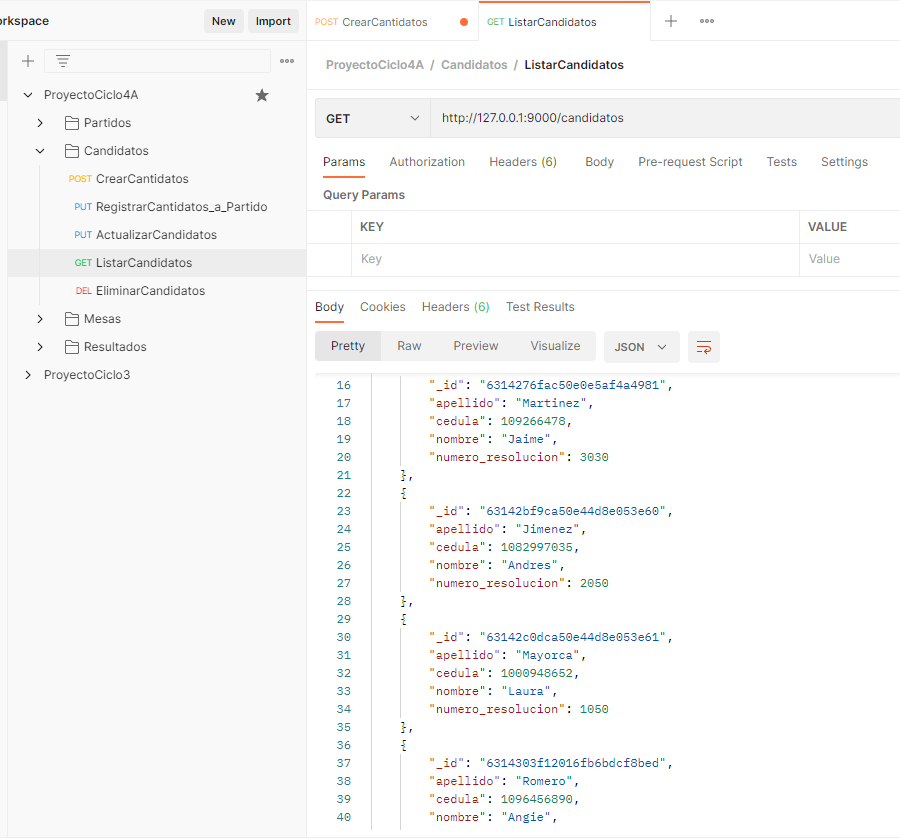 orkspace
New Import
ProyectoCiclo4A
Partidos
Candidatos
POST CrearCantidatos
PUT RegistrarCantidatos_a_Partido
PUT ActualizarCandidatos
GET ListarCandidatos
DEL EliminarCandidatos
Mesas
Resultados
ProyectoCiclo3
POST CrearCantidatos GET ListarCandidatos
ProyectoCiclo4A / Candidatos / ListarCandidatos
GET http://127.0.0.1:9000/candidatos
Params Authorization Headers (6) Body Pre-request Script Tests Settings
Query Params
KEY VALUE
Key Value
Body Cookies Headers (6) Test Results
Pretty Raw Preview Visualize JSON
16 "_id": "6314276fac50e0e5af4a4981",
17 "apellido": "Martinez",
18 "cedula": 109266478,
19 "nombre": "Jaime",
20 "numero_resolucion": 3030
21 },
22 {
23 "_id": "63142bf9ca50e44d8e053e60",
24 "apellido": "Jimenez",
25 "cedula": 1082997035,
26 "nombre": "Andres",
27 "numero_resolucion": 2050
28 },
29 {
30 "_id": "63142c0dca50e44d8e053e61",
31 "apellido": "Mayorca",
32 "cedula": 1000948652,
33 "nombre": "Laura",
34 "numero_resolucion": 1050
35 },
36 {
37 "_id": "6314303f12016fb6bdcf8bed",
38 "apellido": "Romero",
39 "cedula": 1096456890,
40 "nombre": "Angie",